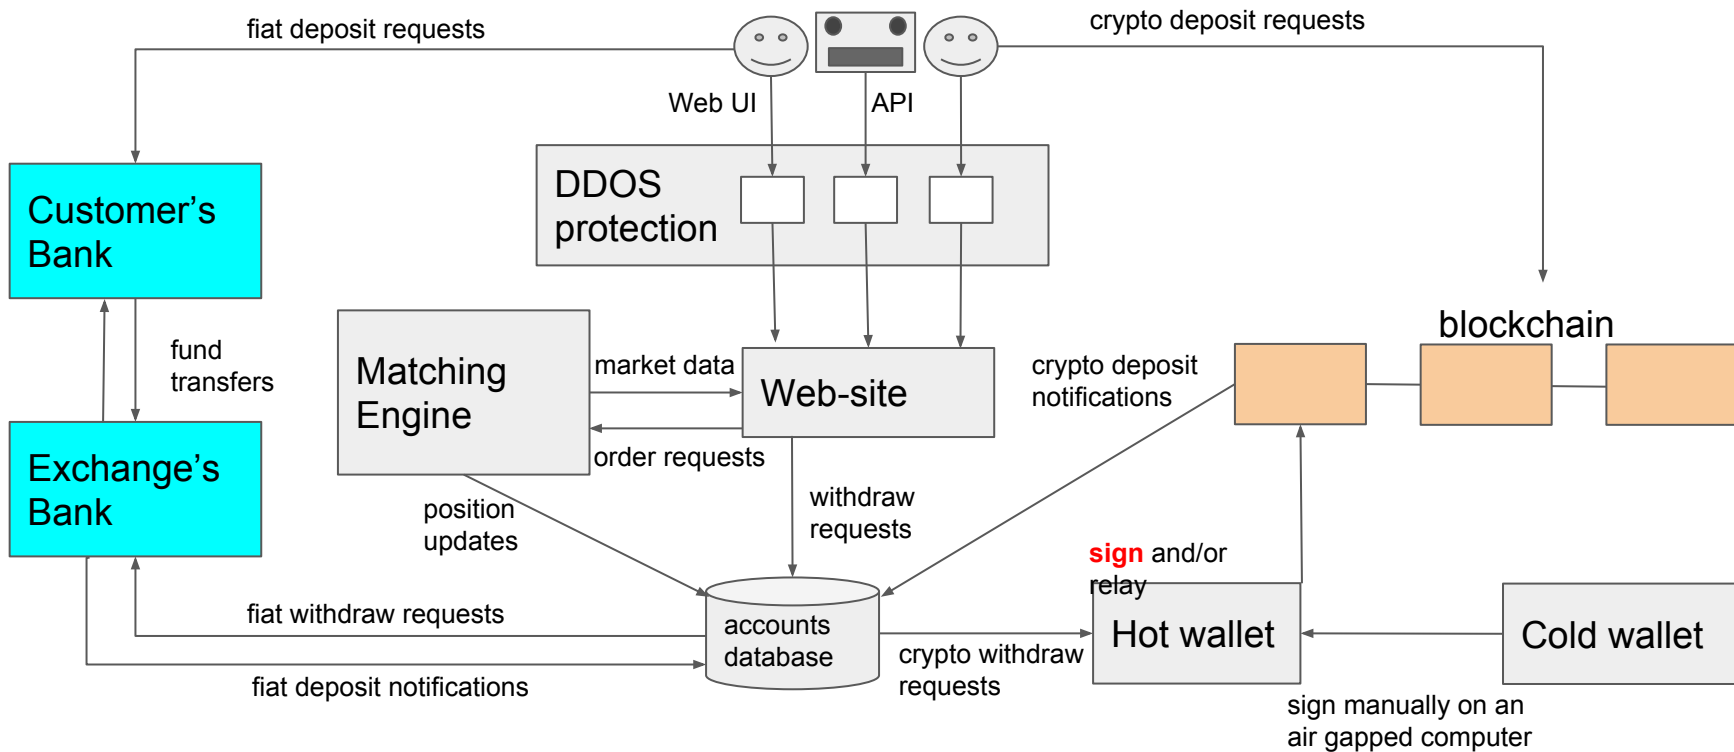 fiat deposit requests
crypto deposit requests
Web UI
API
DDOS
protection
Customer’s
Bank
fund
transfers
Exchange’s
Bank
Matching
Engine
market data
order requests
Web-site
crypto deposit
notifications
blockchain
position
updates
withdraw
requests
sign and/or
relay
fiat withdraw requests
accounts
database
fiat deposit notifications
crypto withdraw
requests
Hot wallet
Cold wallet
sign manually on an
air gapped computer